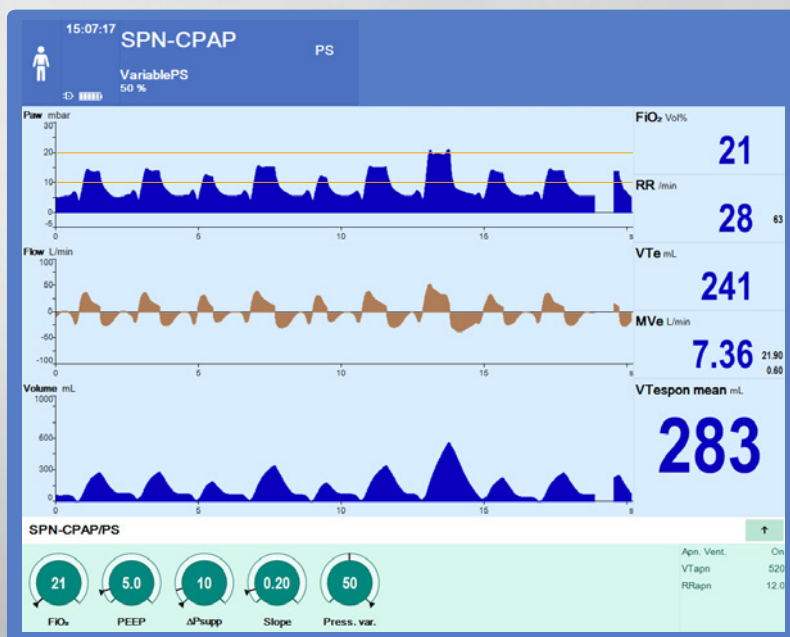 15:07:17
SPN-CPAP
PS
VariablePS
50 %
Paw mbar
30
20
10
0
-5
0 5 10 15 s
Flow L/min
100
50
0
-50
-100
0 5 10 15 s
Volume mL
1000
600
300
0
0 5 10 15 s
FiO₂ Vol%
21
RR /min
28 63
VTe mL
241
MVe L/min
7.36 21.90
0.60
VTespon mean mL
283
SPN-CPAP/PS
21 5.0 10 0.20 50
FiO₂ PEEP ΔPsupp Slope Press. var.
Apn. Vent. On
VTapn 520
RRapn 12.0